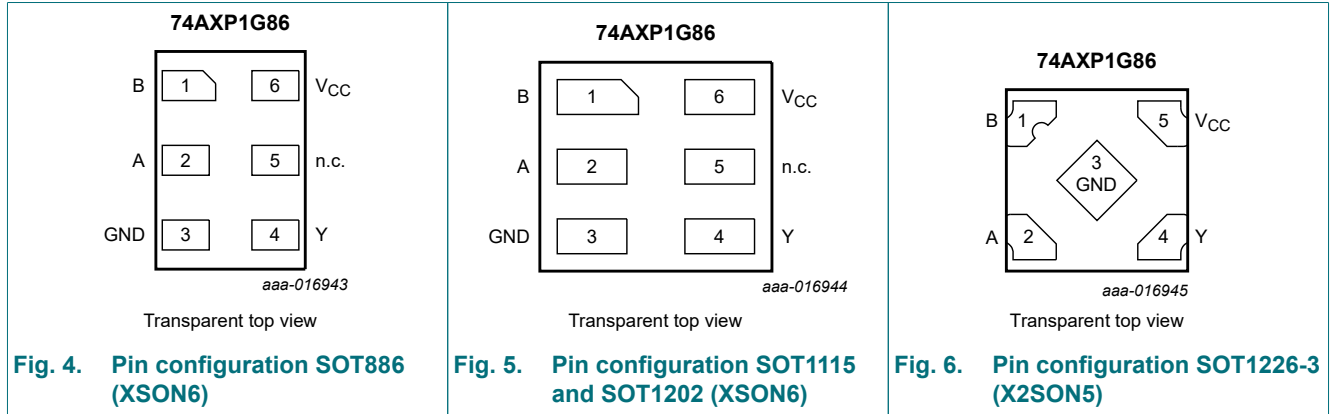 74AXP1G86
B 1 6 VCC
A 2 5 n.c.
GND 3 4 Y
aaa-016943
Transparent top view
Fig. 4. Pin configuration SOT886
(XSON6)
74AXP1G86
B 1 6 VCC
A 2 5 n.c.
GND 3 4 Y
aaa-016944
Transparent top view
Fig. 5. Pin configuration SOT1115
and SOT1202 (XSON6)
74AXP1G86
B 1 5 VCC
3
GND
A 2 4 Y
aaa-016945
Transparent top view
Fig. 6. Pin configuration SOT1226-3
(X2SON5)